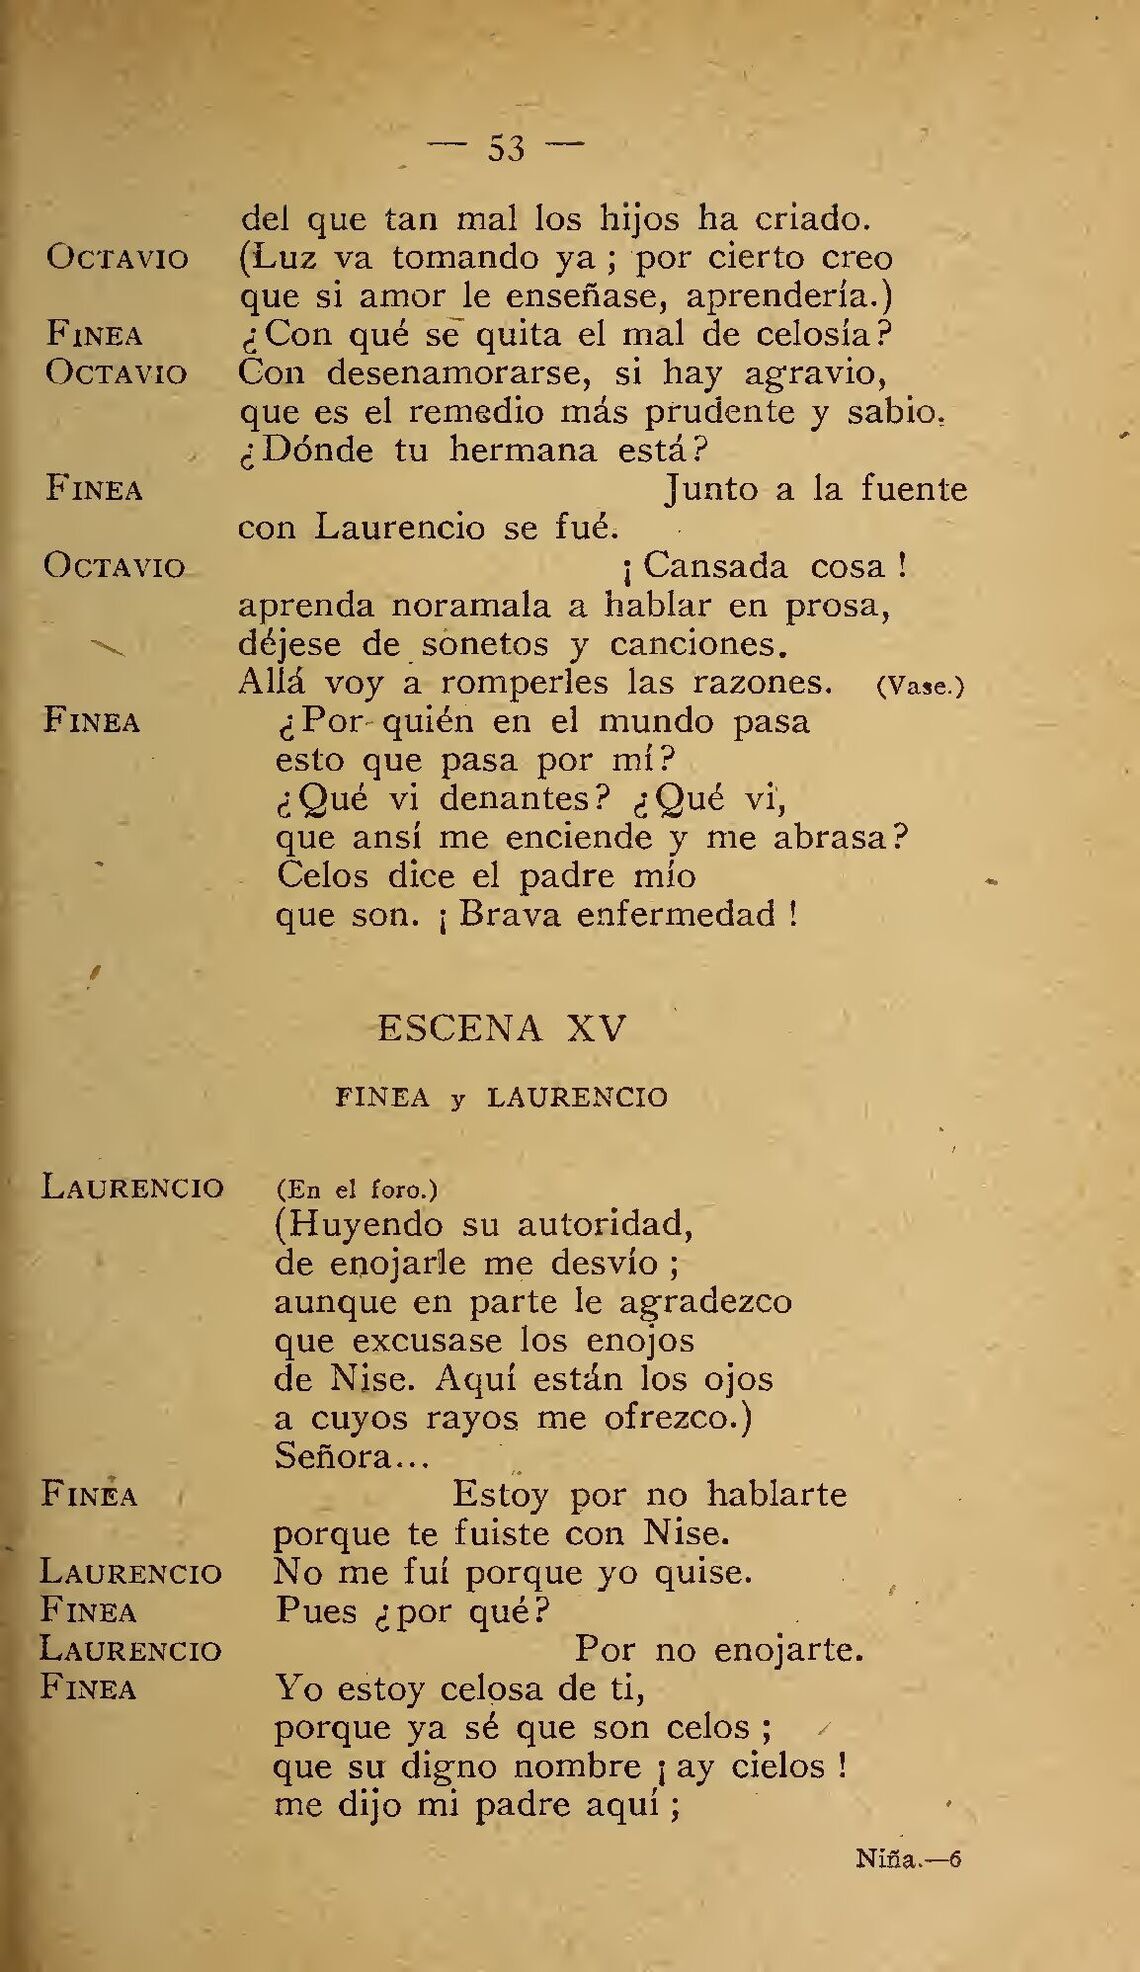 — 53 —
del que tan mal los hijos ha criado.
OCTAVIO (Luz va tomando ya ; por cierto creo
que si amor le enseñase, aprendería.)
FINEA ¿Con qué se quita el mal de celosía?
OCTAVIO Con desenamorarse, si hay agravio,
que es el remedio más prudente y sabio.
¿Dónde tu hermana está?
FINEA Junto a la fuente
con Laurencio se fué.
OCTAVIO ¡ Cansada cosa !
aprenda noramala a hablar en prosa,
déjese de sonetos y canciones.
Allá voy a romperles las razones. (Vase.)
FINEA ¿Por quién en el mundo pasa
esto que pasa por mí?
¿Qué vi denantes? ¿Qué vi,
que ansí me enciende y me abrasa?
Celos dice el padre mío
que son. ¡ Brava enfermedad !
ESCENA XV
FINEA y LAURENCIO
LAURENCIO (En el foro.)
(Huyendo su autoridad,
de enojarle me desvío ;
aunque en parte le agradezco
que excusase los enojos
de Nise. Aquí están los ojos
a cuyos rayos me ofrezco.)
Señora...
FINEA Estoy por no hablarte
porque te fuiste con Nise.
LAURENCIO No me fuí porque yo quise.
FINEA Pues ¿por qué?
LAURENCIO Por no enojarte.
FINEA Yo estoy celosa de ti,
porque ya sé que son celos ;
que su digno nombre ¡ ay cielos !
me dijo mi padre aquí ;
Niña.—6